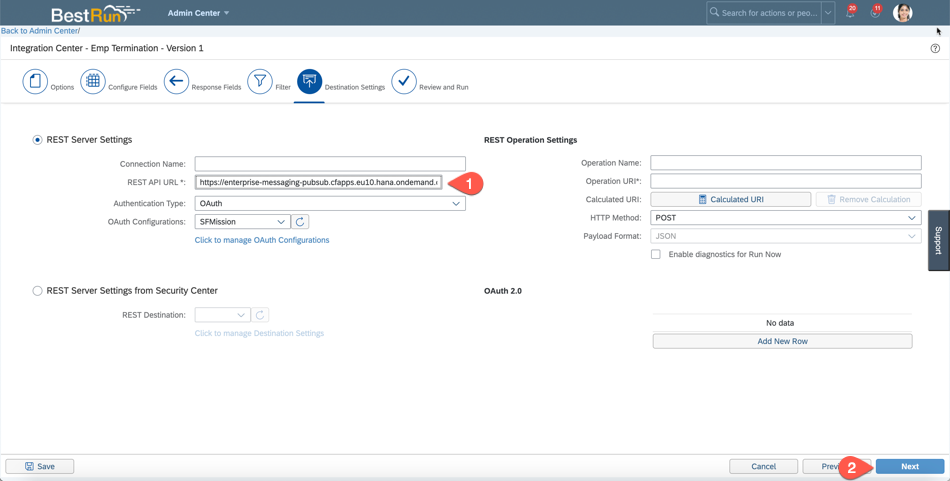 BestRun
Admin Center
Search for actions or peo...
20
11
Back to Admin Center/
Integration Center - Emp Termination - Version 1
Options
Configure Fields
Response Fields
Filter
Destination Settings
Review and Run
REST Server Settings
Connection Name:
REST API URL *:
https://enterprise-messaging-pubsub.cfapps.eu10.hana.ondemand.
1
Authentication Type:
OAuth
OAuth Configurations:
SFMission
Click to manage OAuth Configurations
REST Operation Settings
Operation Name:
Operation URI*:
Calculated URI:
Calculated URI
Remove Calculation
HTTP Method:
POST
Payload Format:
JSON
Enable diagnostics for Run Now
Support
REST Server Settings from Security Center
REST Destination:
Click to manage Destination Settings
OAuth 2.0
No data
Add New Row
Save
Cancel
2
Next